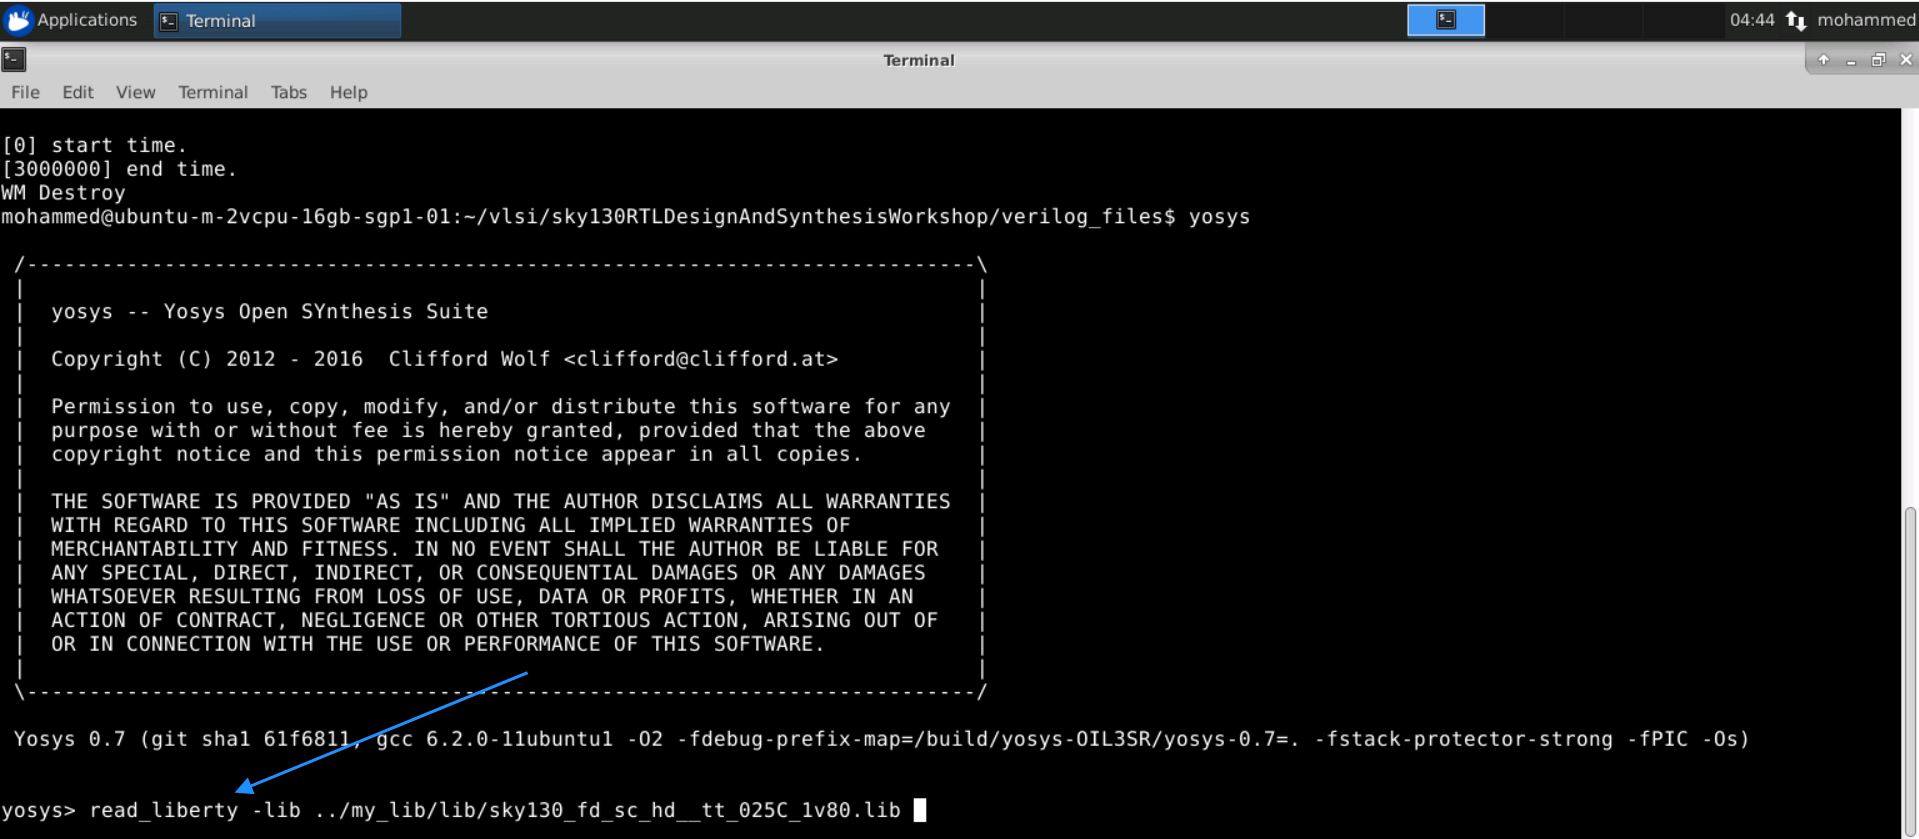 Applications Terminal 04:44 mohammed
Terminal
File Edit View Terminal Tabs Help
[0] start time.
[3000000] end time.
WM Destroy
mohammed@ubuntu-m-2vcpu-16gb-sgp1-01:~/vlsi/sky130RTLDesignAndSynthesisWorkshop/verilog_files$ yosys
/----------------------------------------------------------------------------\
| |
| yosys -- Yosys Open SYnthesis Suite |
| |
| Copyright (C) 2012 - 2016  Clifford Wolf <clifford@clifford.at> |
| |
| Permission to use, copy, modify, and/or distribute this software for any |
| purpose with or without fee is hereby granted, provided that the above |
| copyright notice and this permission notice appear in all copies. |
| |
| THE SOFTWARE IS PROVIDED "AS IS" AND THE AUTHOR DISCLAIMS ALL WARRANTIES |
| WITH REGARD TO THIS SOFTWARE INCLUDING ALL IMPLIED WARRANTIES OF |
| MERCHANTABILITY AND FITNESS. IN NO EVENT SHALL THE AUTHOR BE LIABLE FOR |
| ANY SPECIAL, DIRECT, INDIRECT, OR CONSEQUENTIAL DAMAGES OR ANY DAMAGES |
| WHATSOEVER RESULTING FROM LOSS OF USE, DATA OR PROFITS, WHETHER IN AN |
| ACTION OF CONTRACT, NEGLIGENCE OR OTHER TORTIOUS ACTION, ARISING OUT OF |
| OR IN CONNECTION WITH THE USE OR PERFORMANCE OF THIS SOFTWARE. |
| |
\----------------------------------------------------------------------------/
Yosys 0.7 (git sha1 61f6811, gcc 6.2.0-11ubuntu1 -O2 -fdebug-prefix-map=/build/yosys-OIL3SR/yosys-0.7=. -fstack-protector-strong -fPIC -Os)
yosys> read_liberty -lib ../my_lib/lib/sky130_fd_sc_hd__tt_025C_1v80.lib